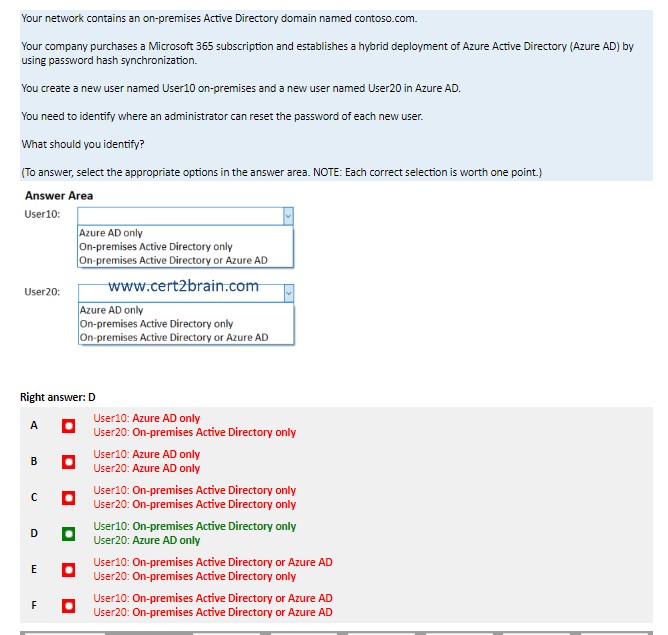 Your network contains an on-premises Active Directory domain named contoso.com.
Your company purchases a Microsoft 365 subscription and establishes a hybrid deployment of Azure Active Directory (Azure AD) by
using password hash synchronization.
You create a new user named User10 on-premises and a new user named User20 in Azure AD.
You need to identify where an administrator can reset the password of each new user.
What should you identify?
(To answer, select the appropriate options in the answer area. NOTE: Each correct selection is worth one point.)
Answer Area
User10:
Azure AD only
On-premises Active Directory only
On-premises Active Directory or Azure AD
www.cert2brain.com
User20:
Azure AD only
On-premises Active Directory only
On-premises Active Directory or Azure AD
Right answer: D
A
User10: Azure AD only
User20: On-premises Active Directory only
B
User10: Azure AD only
User20: Azure AD only
C
User10: On-premises Active Directory only
User20: On-premises Active Directory only
D
User10: On-premises Active Directory only
User20: Azure AD only
E
User10: On-premises Active Directory or Azure AD
User20: On-premises Active Directory only
F
User10: On-premises Active Directory or Azure AD
User20: On-premises Active Directory or Azure AD